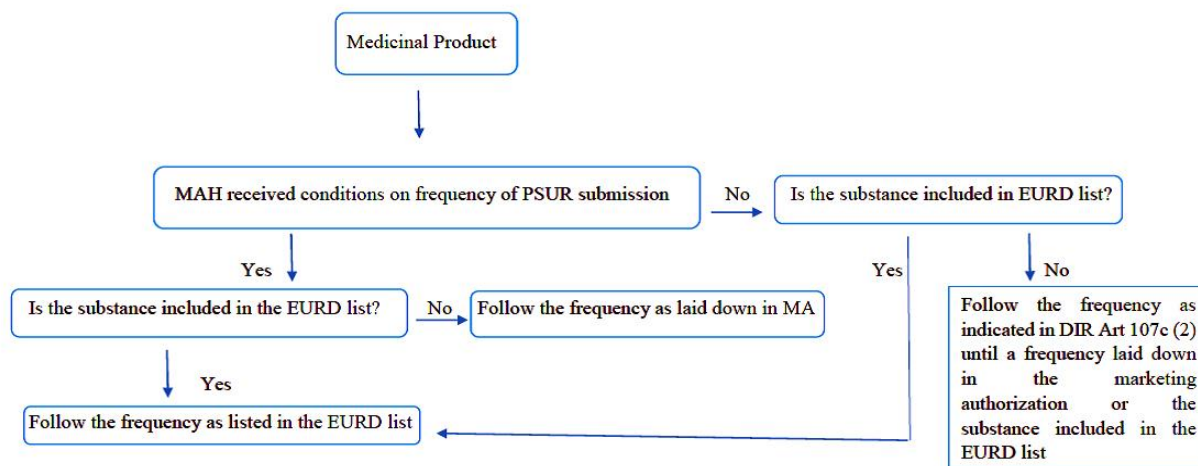 Medicinal Product
MAH received conditions on frequency of PSUR submission
No
Is the substance included in EURD list?
Yes
Yes
No
Is the substance included in the EURD list?
No
Follow the frequency as laid down in MA
Follow the frequency as
indicated in DIR Art 107c (2)
until a frequency laid down
in the marketing
authorization or the
substance included in the
EURD list
Yes
Follow the frequency as listed in the EURD list